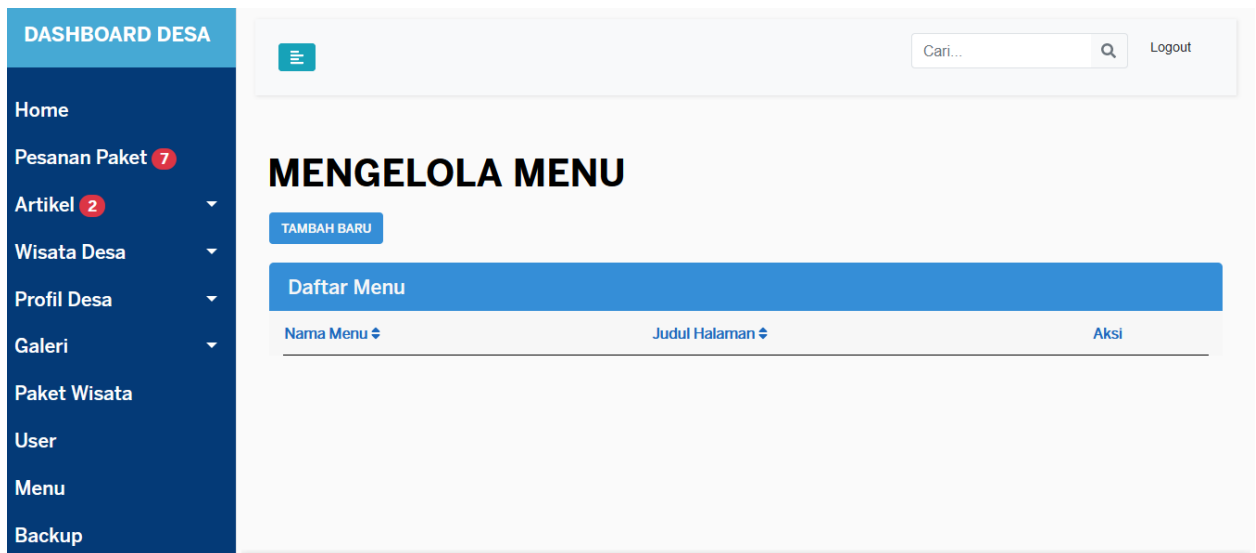 DASHBOARD DESA
Cari...
Logout
Home
Pesanan Paket 7
Artikel 2
Wisata Desa
Profil Desa
Galeri
Paket Wisata
User
Menu
Backup
MENGELOLA MENU
TAMBAH BARU
Daftar Menu
Nama Menu Judul Halaman Aksi